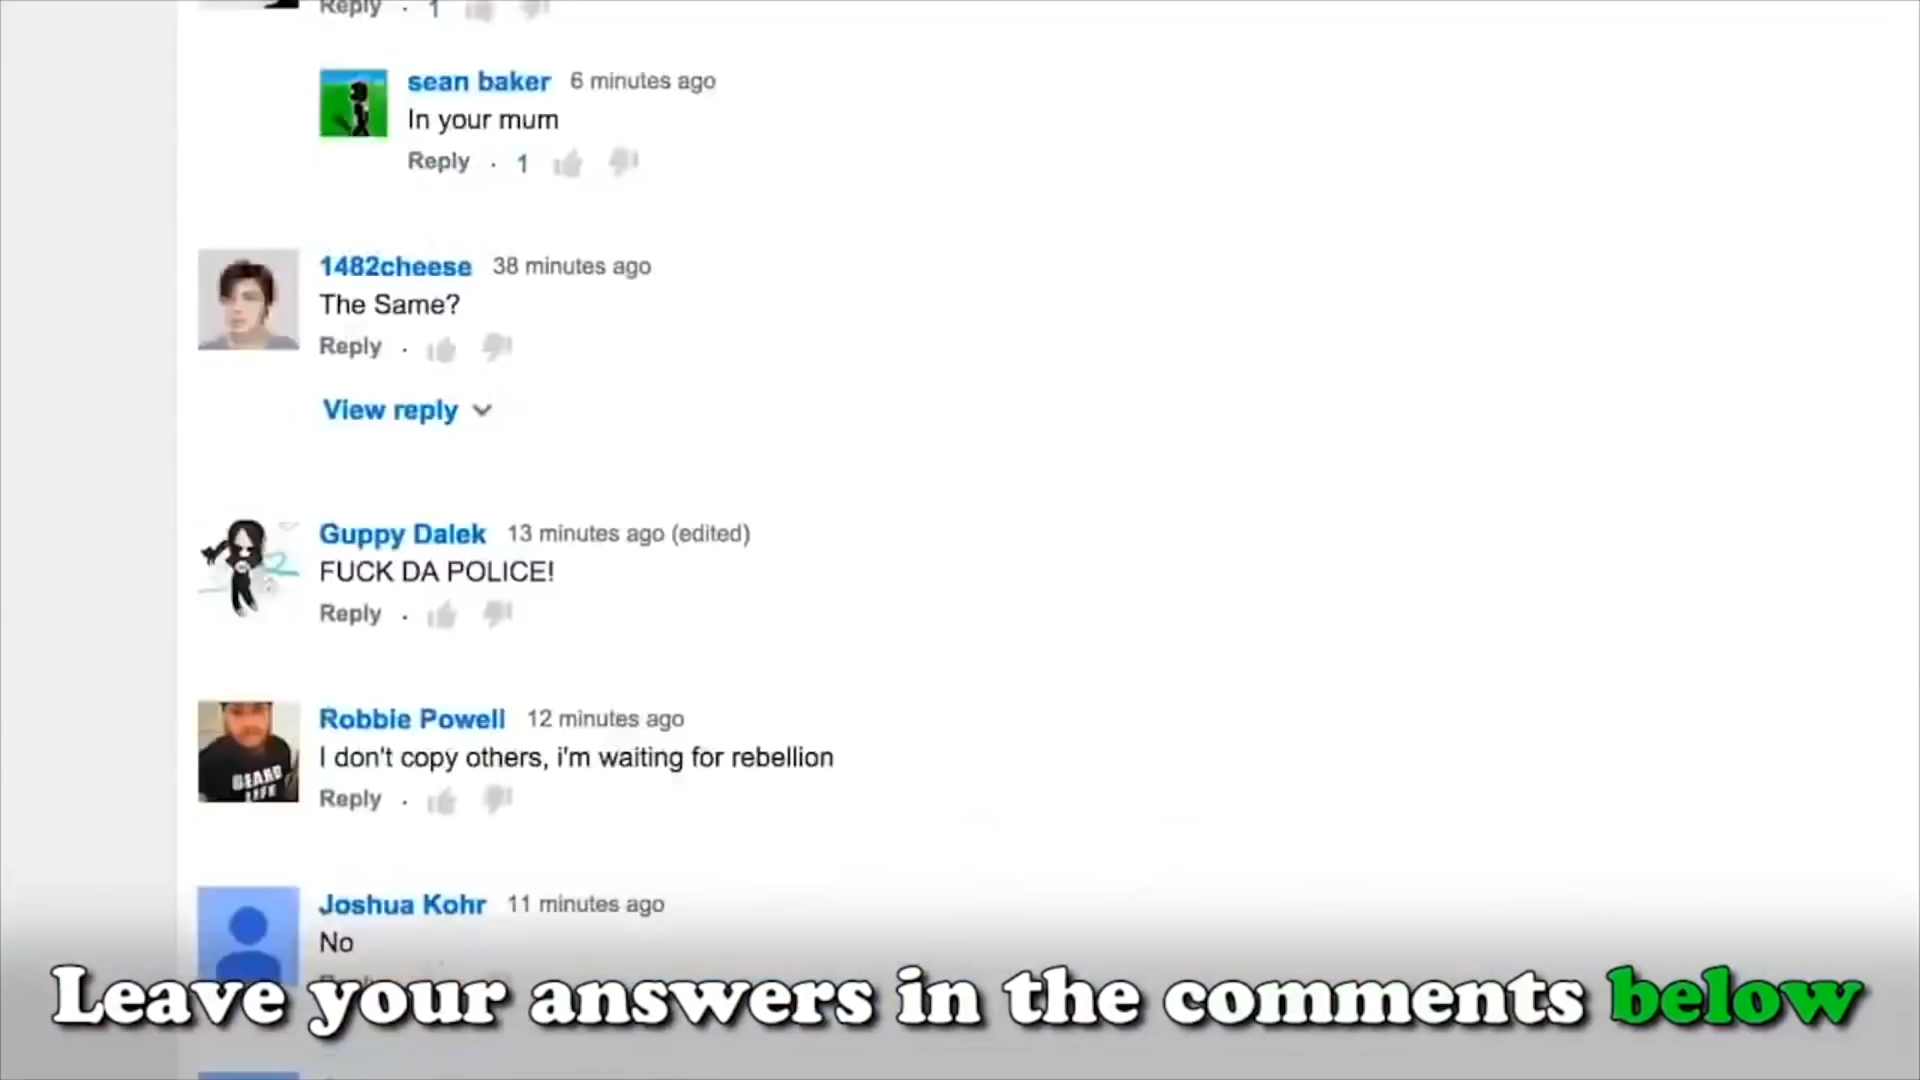 Reply · 1
sean baker 6 minutes ago
In your mum
Reply · 1
1482cheese 38 minutes ago
The Same?
Reply ·
View reply
Guppy Dalek 13 minutes ago (edited)
FUCK DA POLICE!
Reply ·
Robbie Powell 12 minutes ago
I don't copy others, i'm waiting for rebellion
BEARD
LIFE
Reply ·
Joshua Kohr 11 minutes ago
No
Leave your answers in the comments below